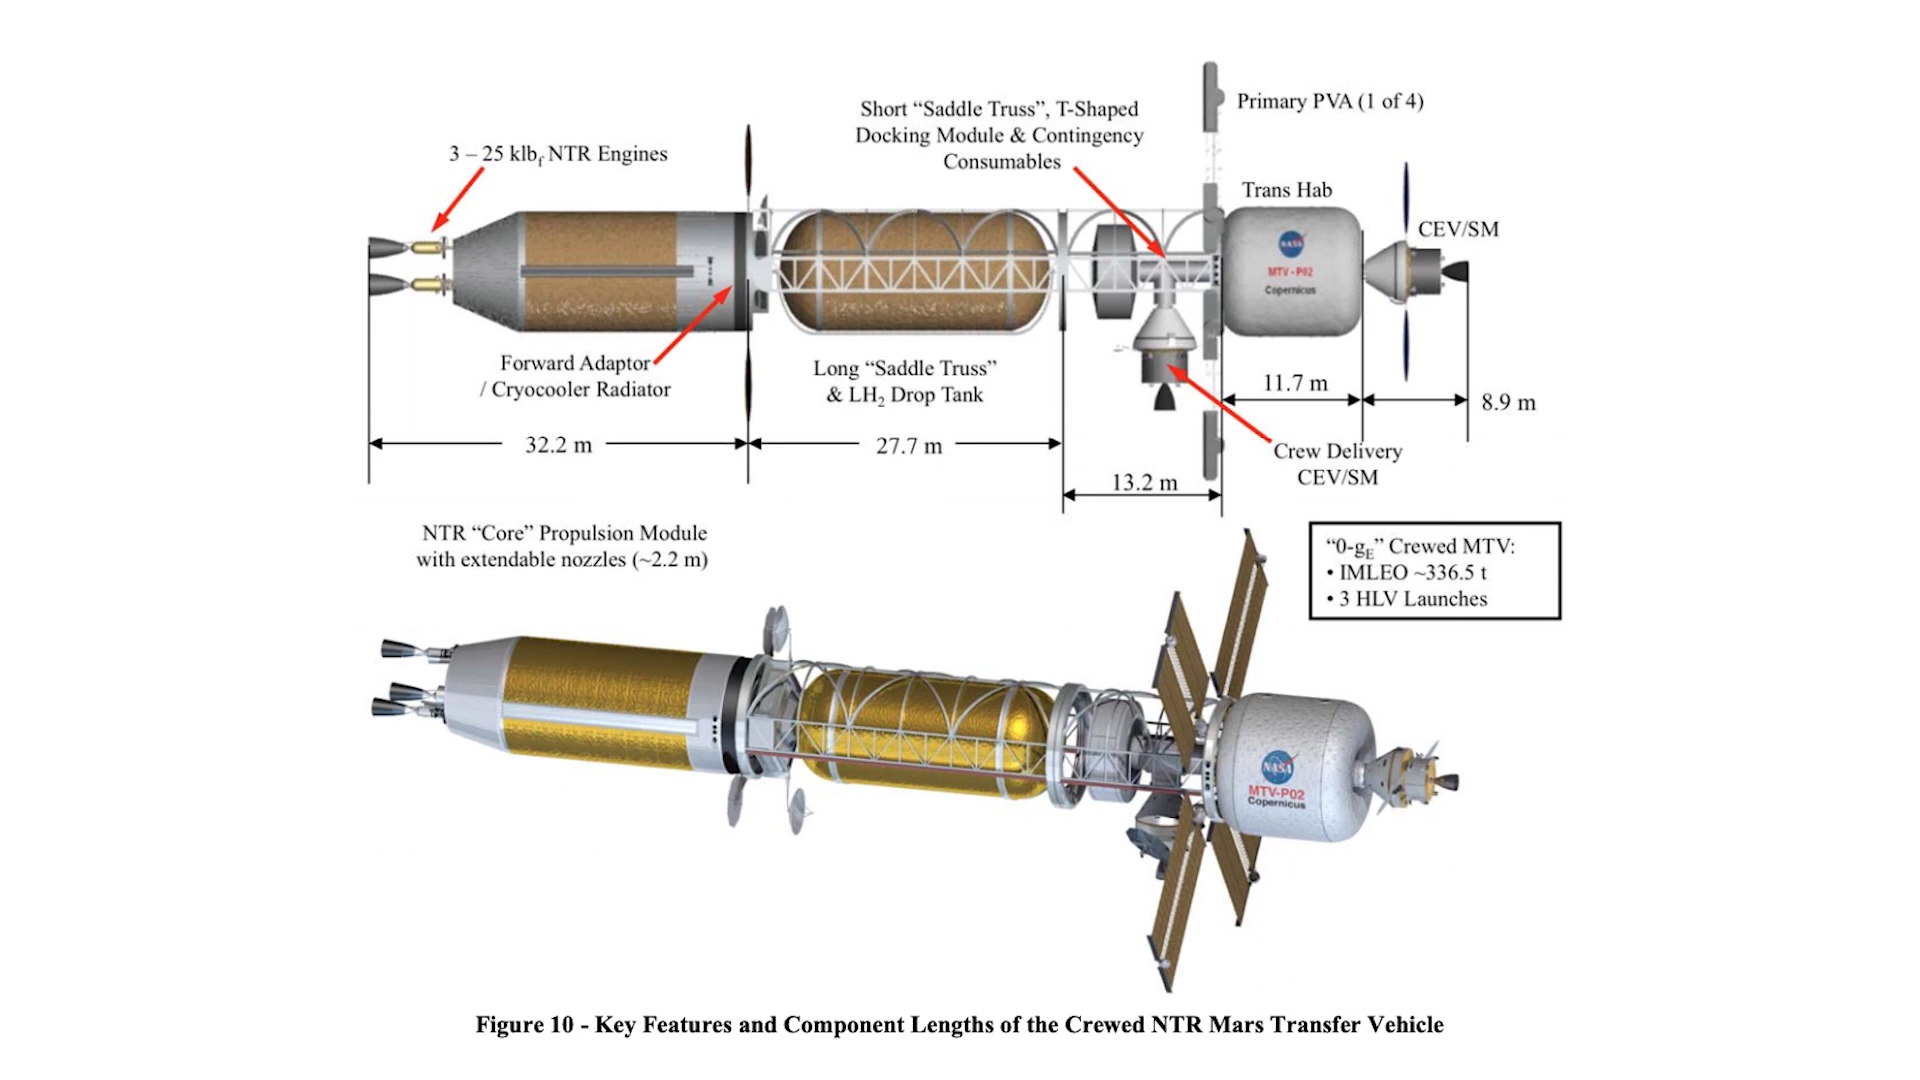 Short “Saddle Truss”, T-Shaped
Docking Module & Contingency
Consumables
Primary PVA (1 of 4)
3 – 25 klbf NTR Engines
Trans Hab
CEV/SM
NASA
MTV - P02
Copernicus
Forward Adaptor
/ Cryocooler Radiator
Long “Saddle Truss”
& LH2 Drop Tank
11.7 m
8.9 m
32.2 m
27.7 m
Crew Delivery
CEV/SM
13.2 m
NTR “Core” Propulsion Module
with extendable nozzles (~2.2 m)
“0-gE” Crewed MTV:
• IMLEO ~336.5 t
• 3 HLV Launches
NASA
MTV-P02
Copernicus
Figure 10 - Key Features and Component Lengths of the Crewed NTR Mars Transfer Vehicle